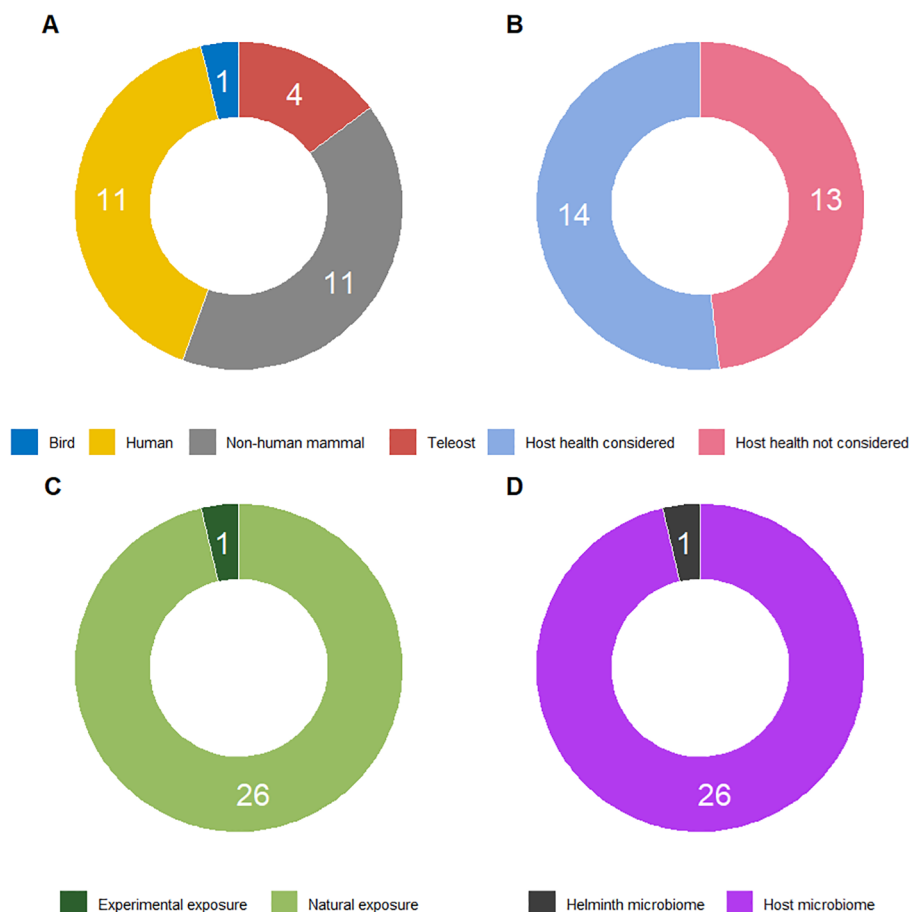 A
B
1
4
11
11
14
13
Bird Human Non-human mammal Teleost Host health considered Host health not considered
C
D
1
26
1
26
Experimental exposure Natural exposure Helminth microbiome Host microbiome